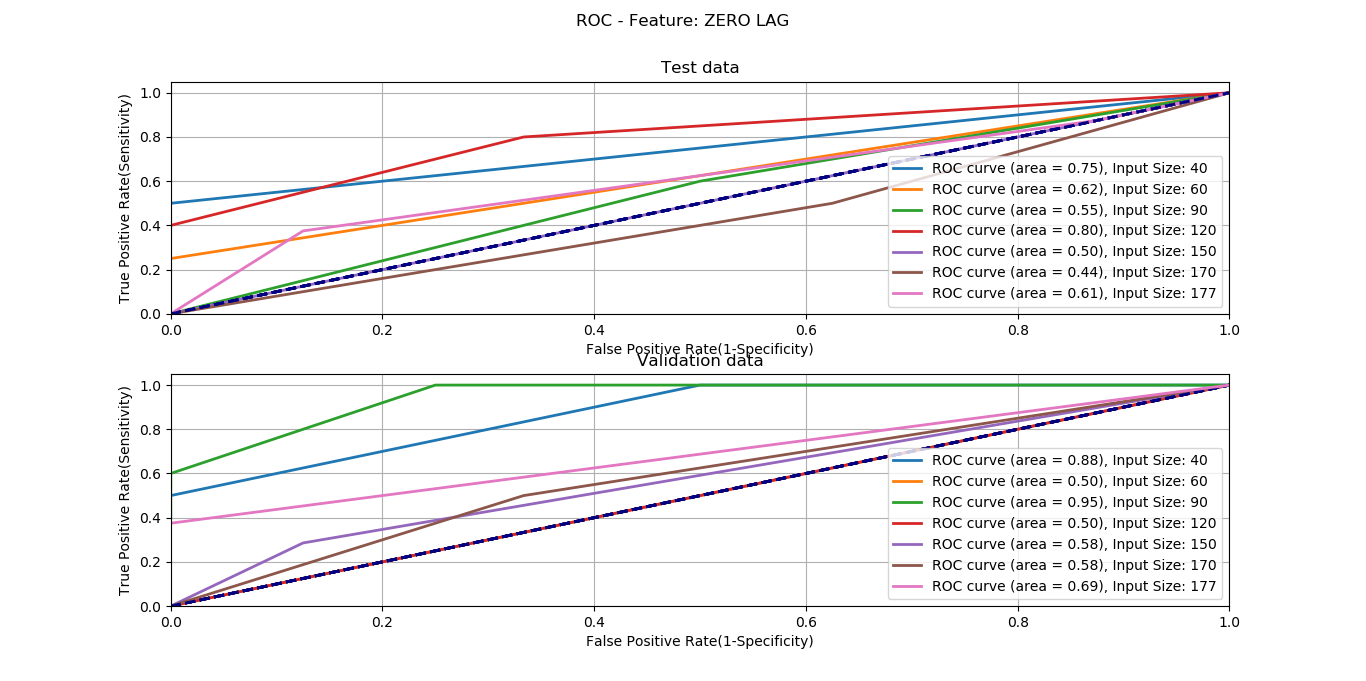 ROC - Feature: ZERO LAG
Test data
True Positive Rate(Sensitivity)
1.0
0.8
0.6
0.4
0.2
0.0
ROC curve (area = 0.75), Input Size: 40
ROC curve (area = 0.62), Input Size: 60
ROC curve (area = 0.55), Input Size: 90
ROC curve (area = 0.80), Input Size: 120
ROC curve (area = 0.50), Input Size: 150
ROC curve (area = 0.44), Input Size: 170
ROC curve (area = 0.61), Input Size: 177
0.0 0.2 0.4 0.6 0.8 1.0
False Positive Rate(1-Specificity)
Validation data
True Positive Rate(Sensitivity)
1.0
0.8
0.6
0.4
0.2
0.0
ROC curve (area = 0.88), Input Size: 40
ROC curve (area = 0.50), Input Size: 60
ROC curve (area = 0.95), Input Size: 90
ROC curve (area = 0.50), Input Size: 120
ROC curve (area = 0.58), Input Size: 150
ROC curve (area = 0.58), Input Size: 170
ROC curve (area = 0.69), Input Size: 177
0.0 0.2 0.4 0.6 0.8 1.0
False Positive Rate(1-Specificity)